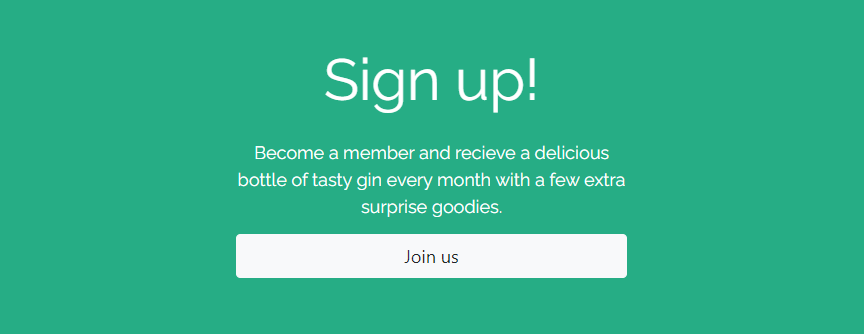 Sign up!
Become a member and recieve a delicious
bottle of tasty gin every month with a few extra
surprise goodies.
Join us